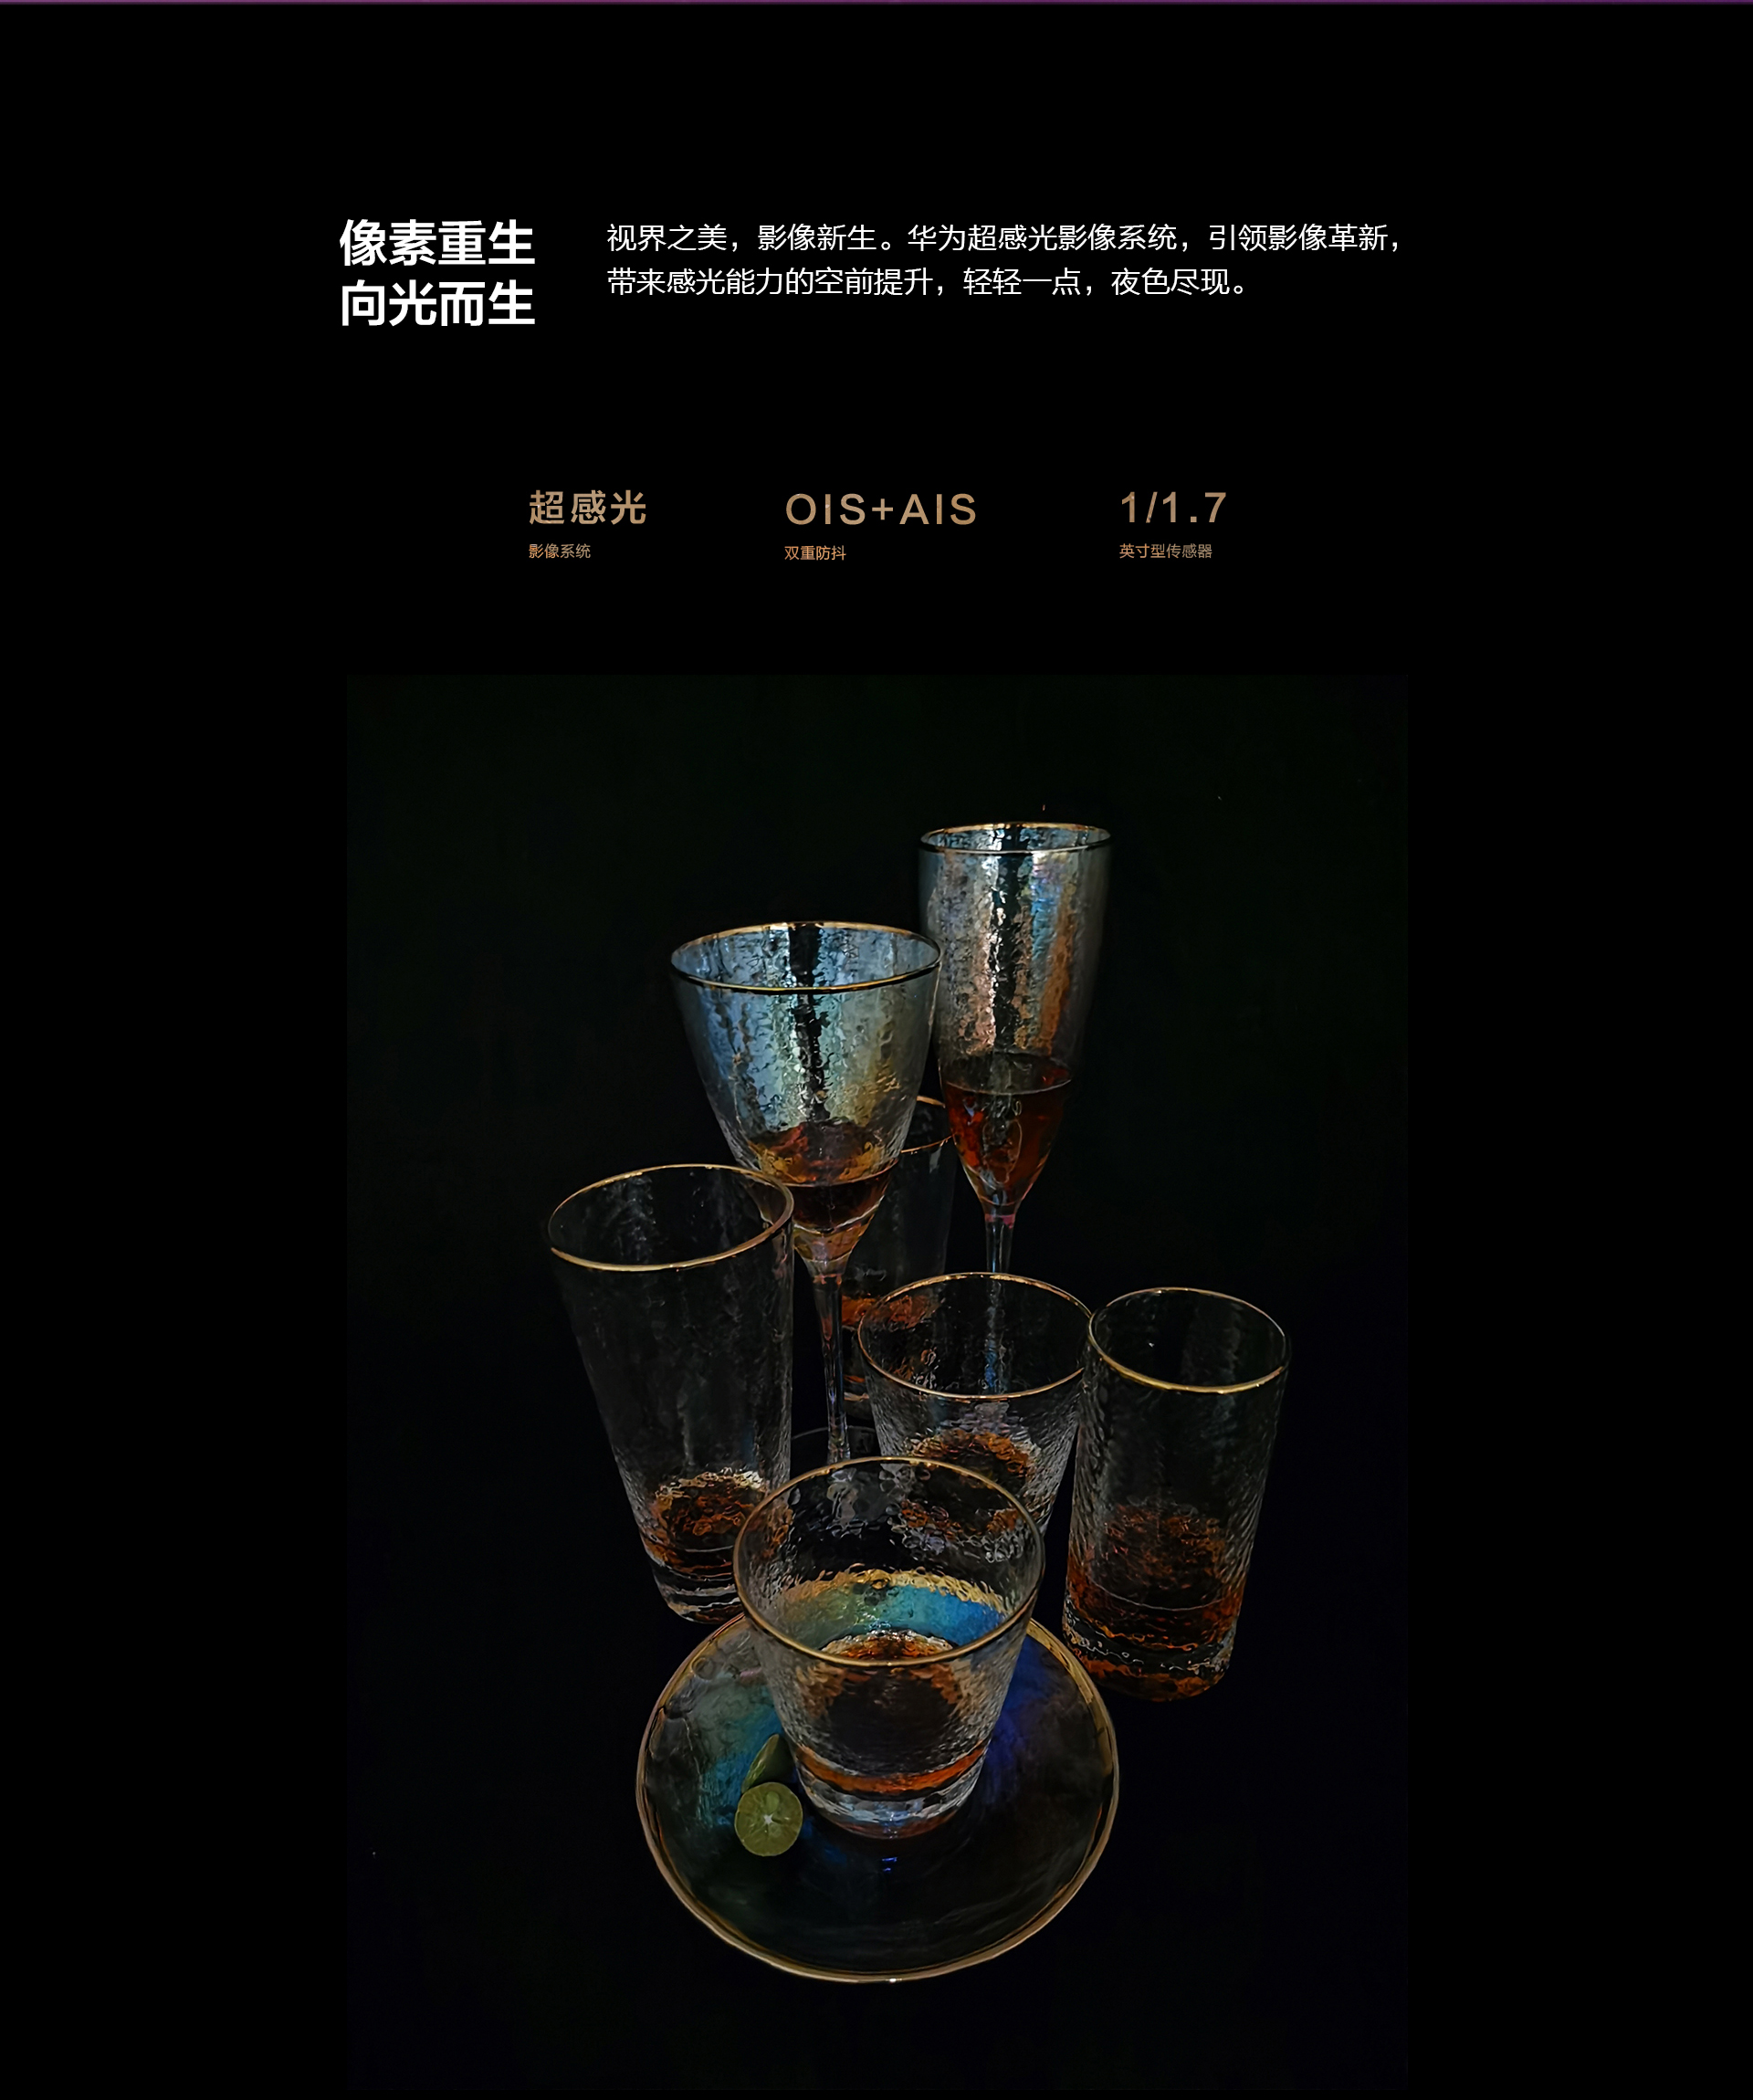 像素重生
向光而生
视界之美，影像新生。华为超感光影像系统，引领影像革新，
带来感光能力的空前提升，轻轻一点，夜色尽现。
超感光
影像系统
OIS+AIS
双重防抖
1/1.7
英寸型传感器